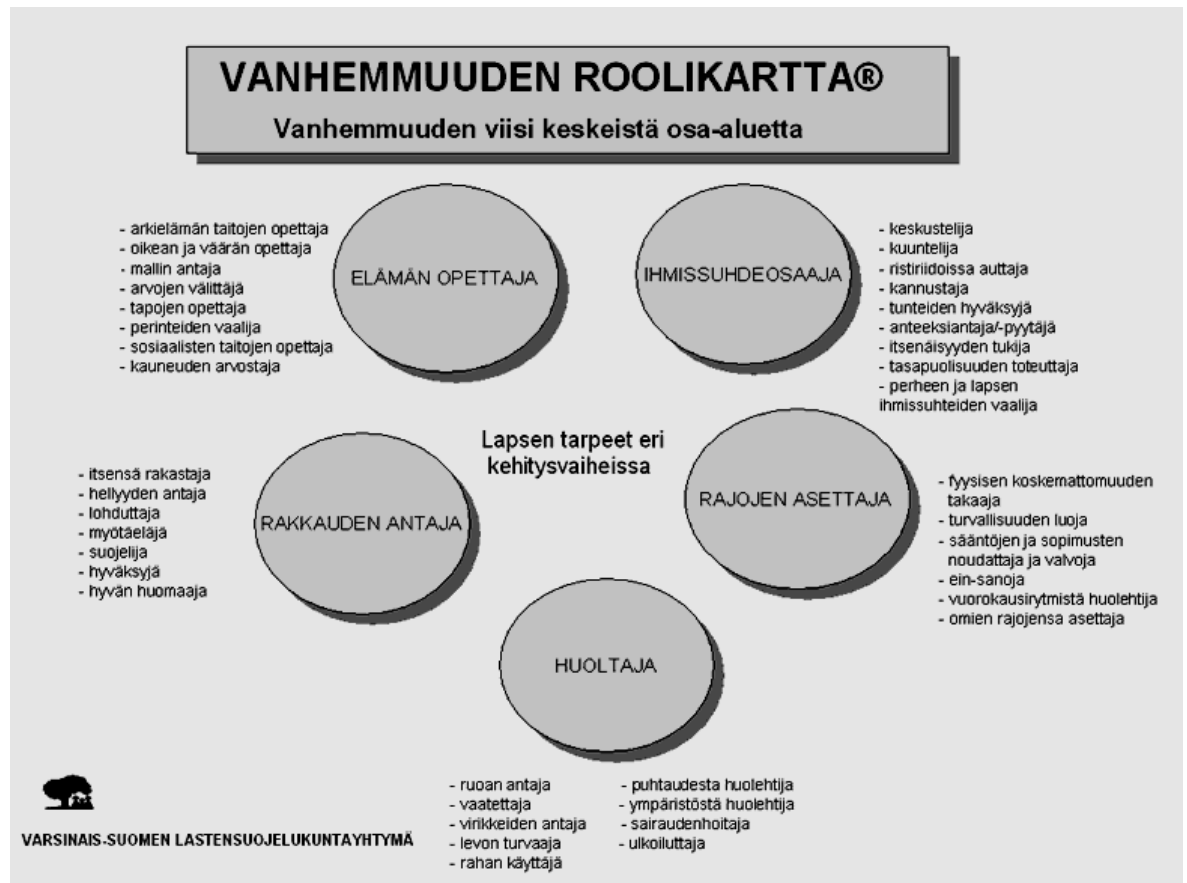 VANHEMMUUDEN ROOLIKARTTA®
Vanhemmuuden viisi keskeistä osa-aluetta
- arkielämän taitojen opettaja
- oikean ja väärän opettaja
- mallin antaja
- arvojen välittäjä
- tapojen opettaja
- perinteiden vaalija
- sosiaalisten taitojen opettaja
- kauneuden arvostaja
ELÄMÄN OPETTAJA
IHMISSUHDEOSAAJA
- keskustelija
- kuuntelija
- ristiriidoissa auttaja
- kannustaja
- tunteiden hyväksyjä
- anteeksiantaja/-pyytäjä
- itsenäisyyden tukija
- tasapuolisuuden toteuttaja
- perheen ja lapsen
ihmissuhteiden vaalija
Lapsen tarpeet eri
kehitysvaiheissa
- itsensä rakastaja
- hellyyden antaja
- lohduttaja
- myötäeläjä
- suojelija
- hyväksyjä
- hyvän huomaaja
RAKKAUDEN ANTAJA
RAJOJEN ASETTAJA
- fyysisen koskemattomuuden
takaaja
- turvallisuuden luoja
- sääntöjen ja sopimusten
noudattaja ja valvoja
- ein-sanoja
- vuorokausirytmistä huolehtija
- omien rajojensa asettaja
HUOLTAJA
- ruoan antaja
- vaatettaja
- virikkeiden antaja
- levon turvaaja
- rahan käyttäjä
- puhtaudesta huolehtija
- ympäristöstä huolehtija
- sairaudenhoitaja
- ulkoiluttaja
VARSINAIS-SUOMEN LASTENSUOJELUKUNTAYHTYMÄ